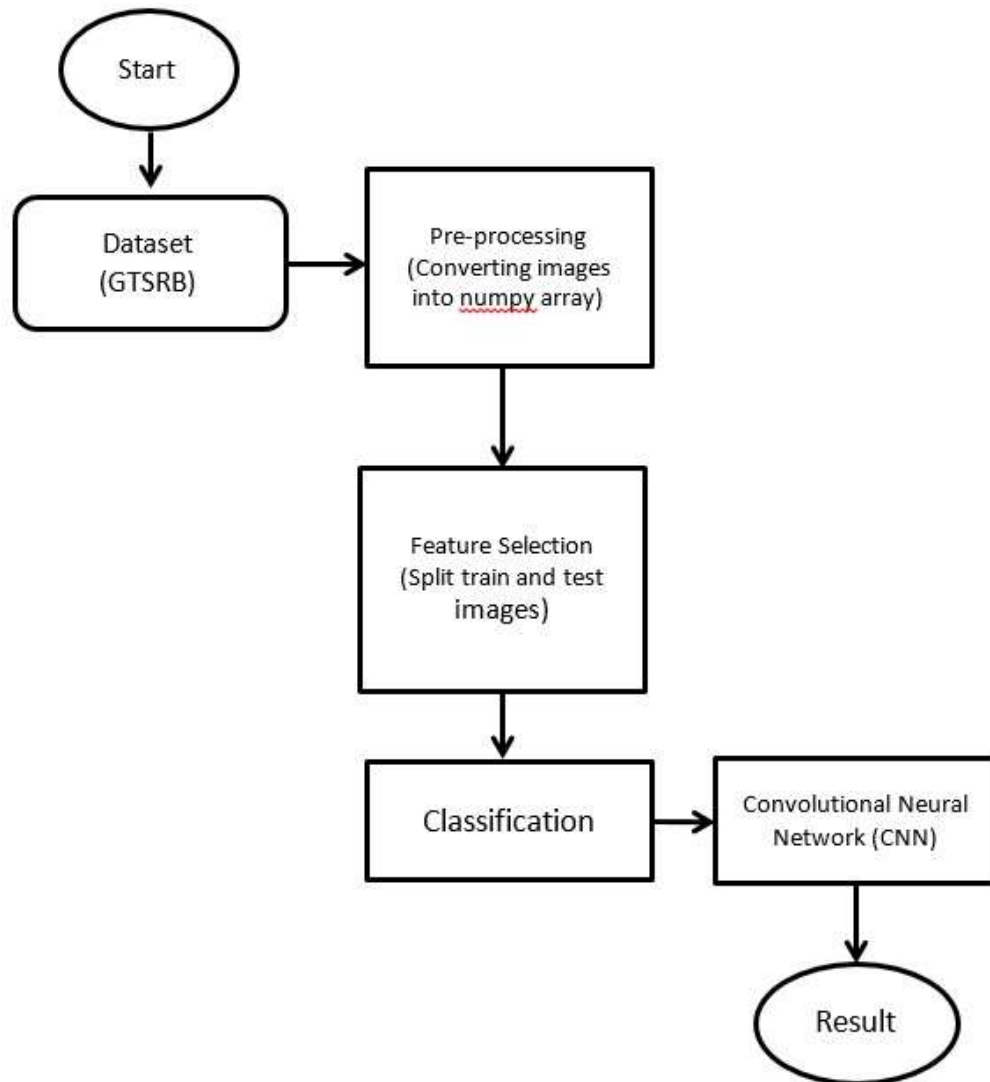 Start
Dataset
(GTSRB)
Pre-processing
(Converting images
into numpy array)
Feature Selection
(Split train and test
images)
Classification
Convolutional Neural
Network (CNN)
Result